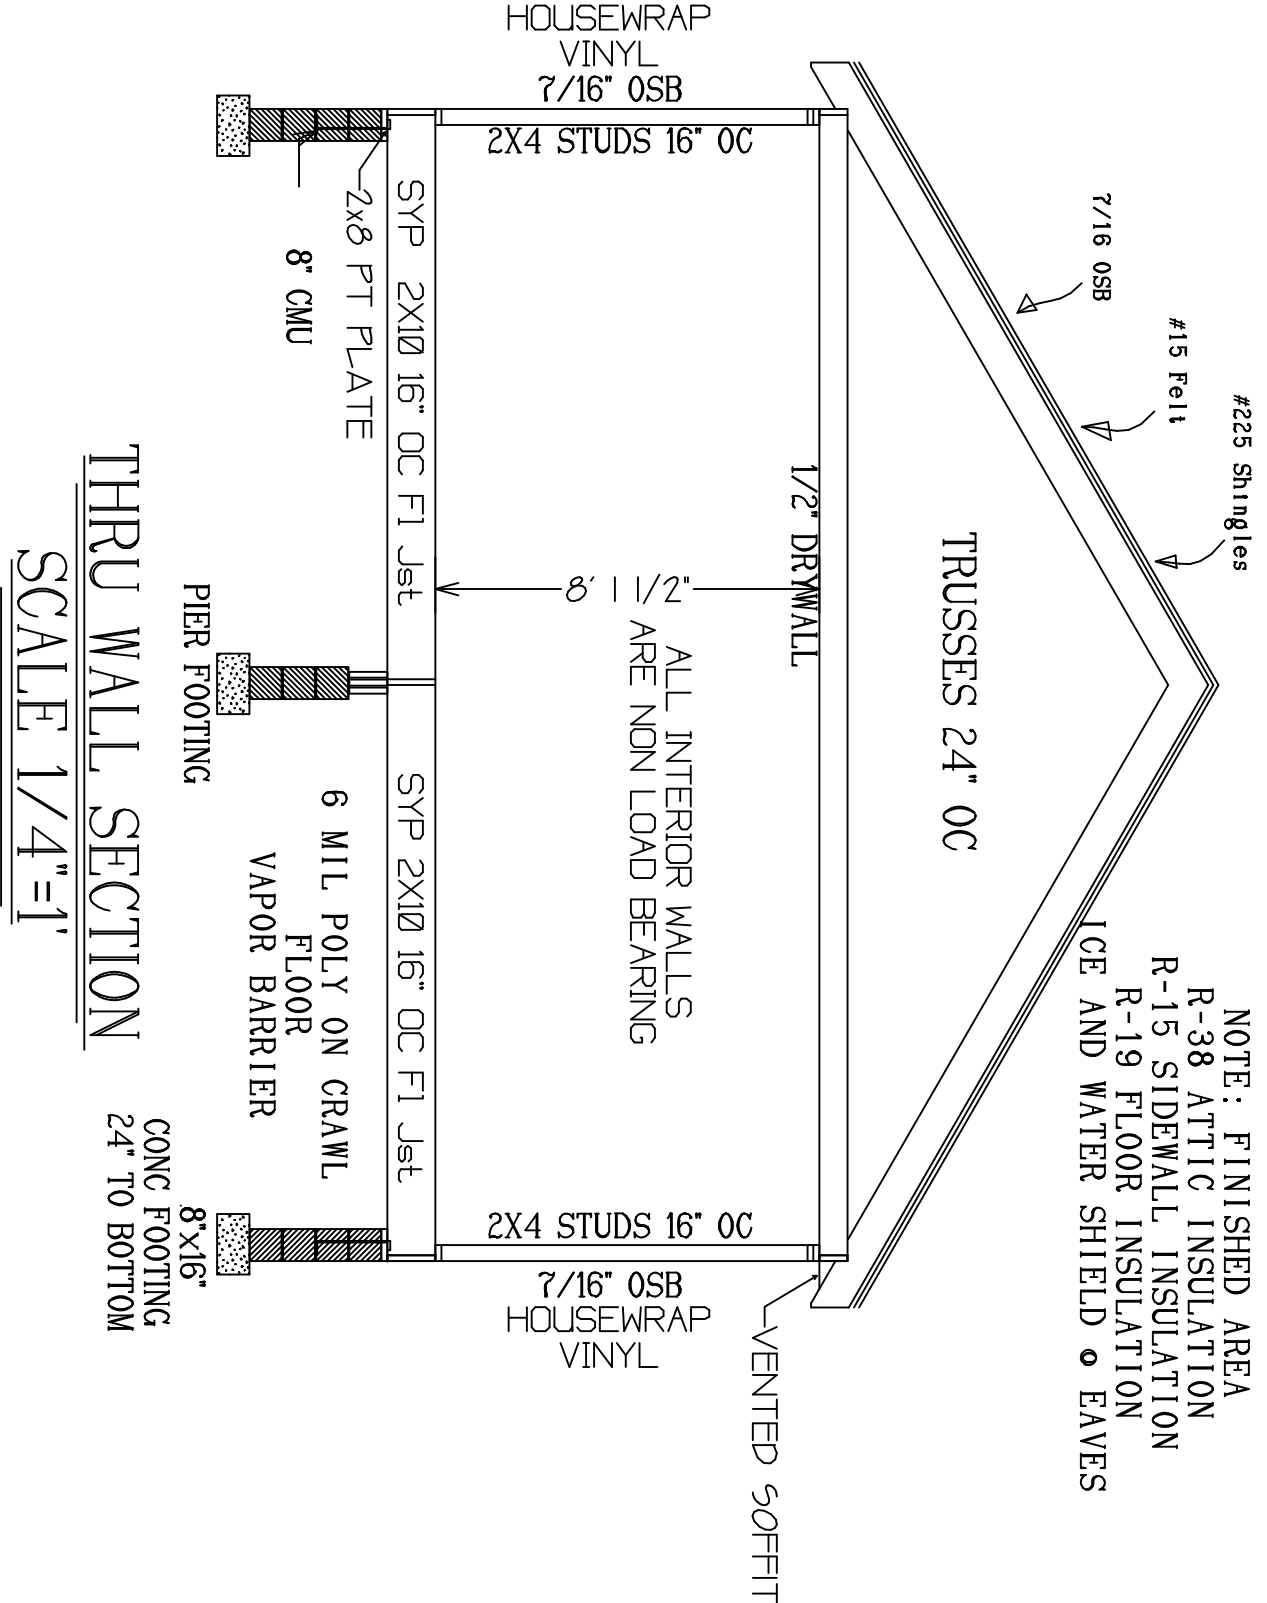 NOTE: FINISHED AREA
R-38 ATTIC INSULATION
R-15 SIDEWALL INSULATION
R-19 FLOOR INSULATION
ICE AND WATER SHIELD @ EAVES
#225 Shingles
#15 Felt
7/16 OSB
TRUSSES 24" OC
1/2" DRYWALL
VENTED SOFFIT
HOUSEWRAP
VINYL
7/16" OSB
2X4 STUDS 16" OC
8' 1 1/2"
ALL INTERIOR WALLS
ARE NON LOAD BEARING
2X4 STUDS 16" OC
7/16" OSB
HOUSEWRAP
VINYL
SYP 2X10 16" OC Fl Jst
SYP 2X10 16" OC Fl Jst
2x8 PT PLATE
8" CMU
6 MIL POLY ON CRAWL
FLOOR
VAPOR BARRIER
PIER FOOTING
8"x16"
CONC FOOTING
24" TO BOTTOM
THRU WALL SECTION
SCALE 1/4"=1'